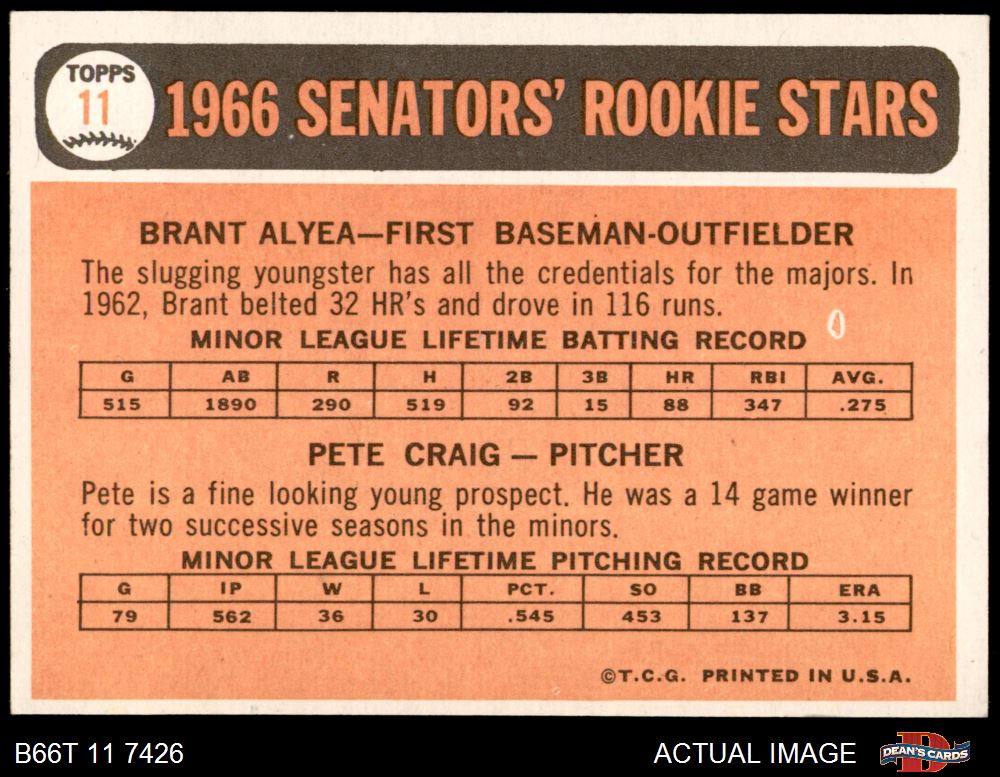 TOPPS
11
1966 SENATORS' ROOKIE STARS
BRANT ALYEA—FIRST BASEMAN-OUTFIELDER
The slugging youngster has all the credentials for the majors. In
1962, Brant belted 32 HR's and drove in 116 runs.
MINOR LEAGUE LIFETIME BATTING RECORD
G AB R H 2B 3B HR RBI AVG.
515 1890 290 519 92 15 88 347 .275
PETE CRAIG — PITCHER
Pete is a fine looking young prospect. He was a 14 game winner
for two successive seasons in the minors.
MINOR LEAGUE LIFETIME PITCHING RECORD
G IP W L PCT. SO BB ERA
79 562 36 30 .545 453 137 3.15
©T.C.G. PRINTED IN U.S.A.
B66T 11 7426
ACTUAL IMAGE
DEAN'S CARDS